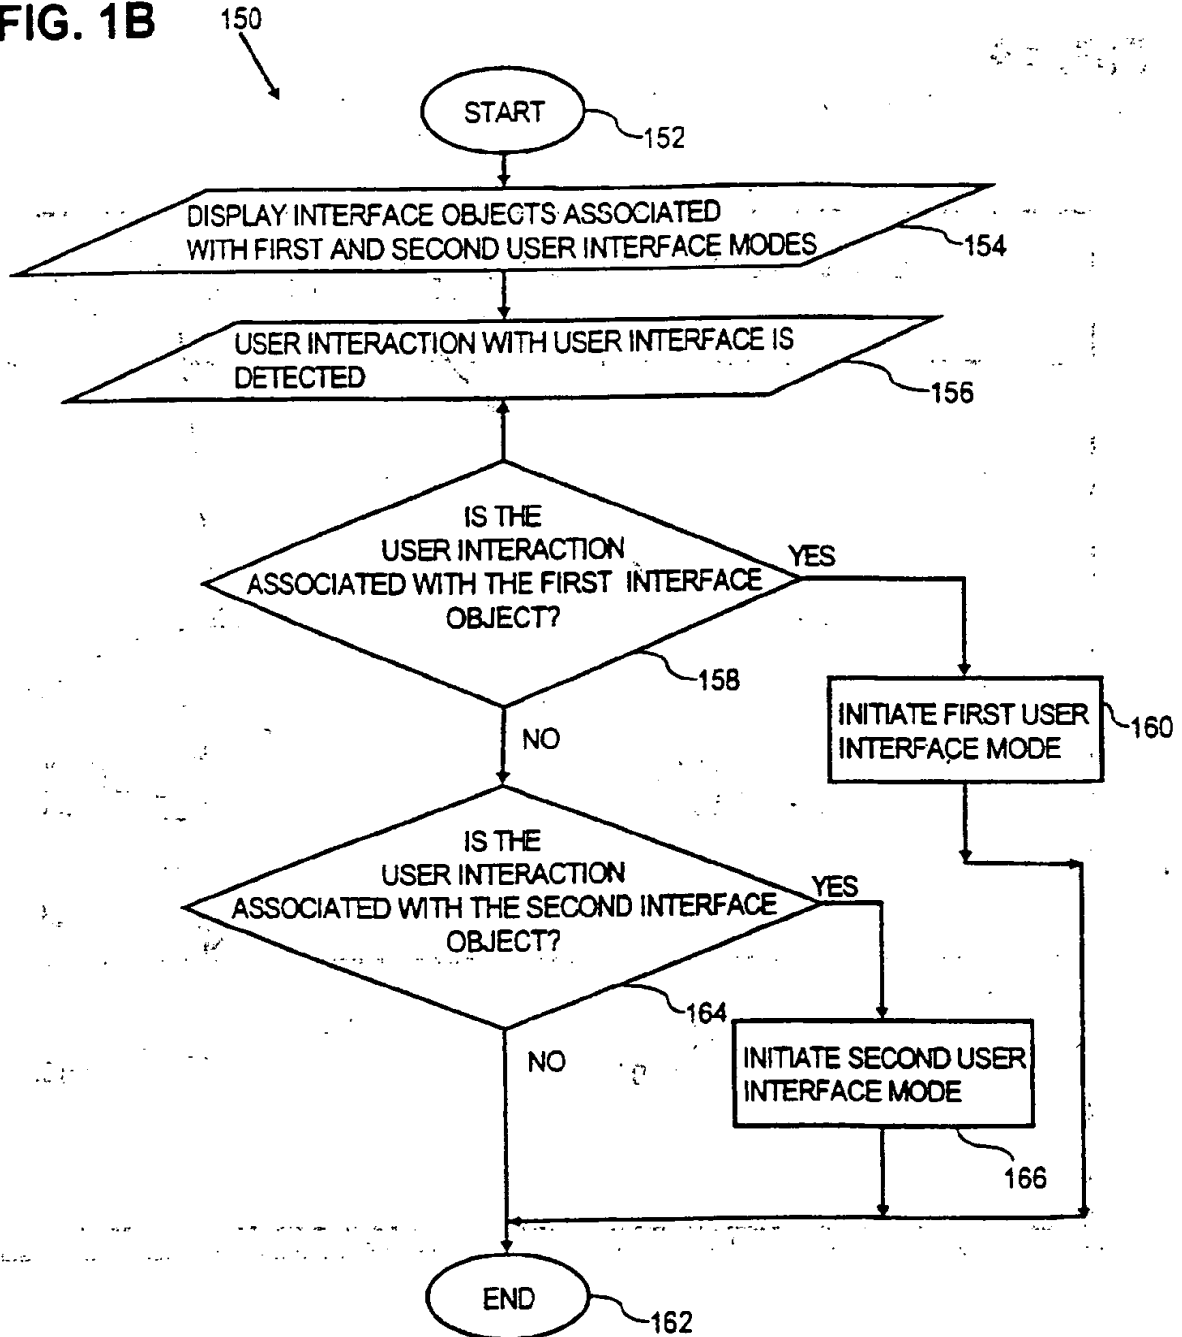 FIG. 1B
150
START
152
DISPLAY INTERFACE OBJECTS ASSOCIATED
WITH FIRST AND SECOND USER INTERFACE MODES
154
USER INTERACTION WITH USER INTERFACE IS
DETECTED
156
IS THE
USER INTERACTION
ASSOCIATED WITH THE FIRST INTERFACE
OBJECT?
YES
158
INITIATE FIRST USER
INTERFACE MODE
160
NO
IS THE
USER INTERACTION
ASSOCIATED WITH THE SECOND INTERFACE
OBJECT?
YES
164
NO
INITIATE SECOND USER
INTERFACE MODE
166
END
162